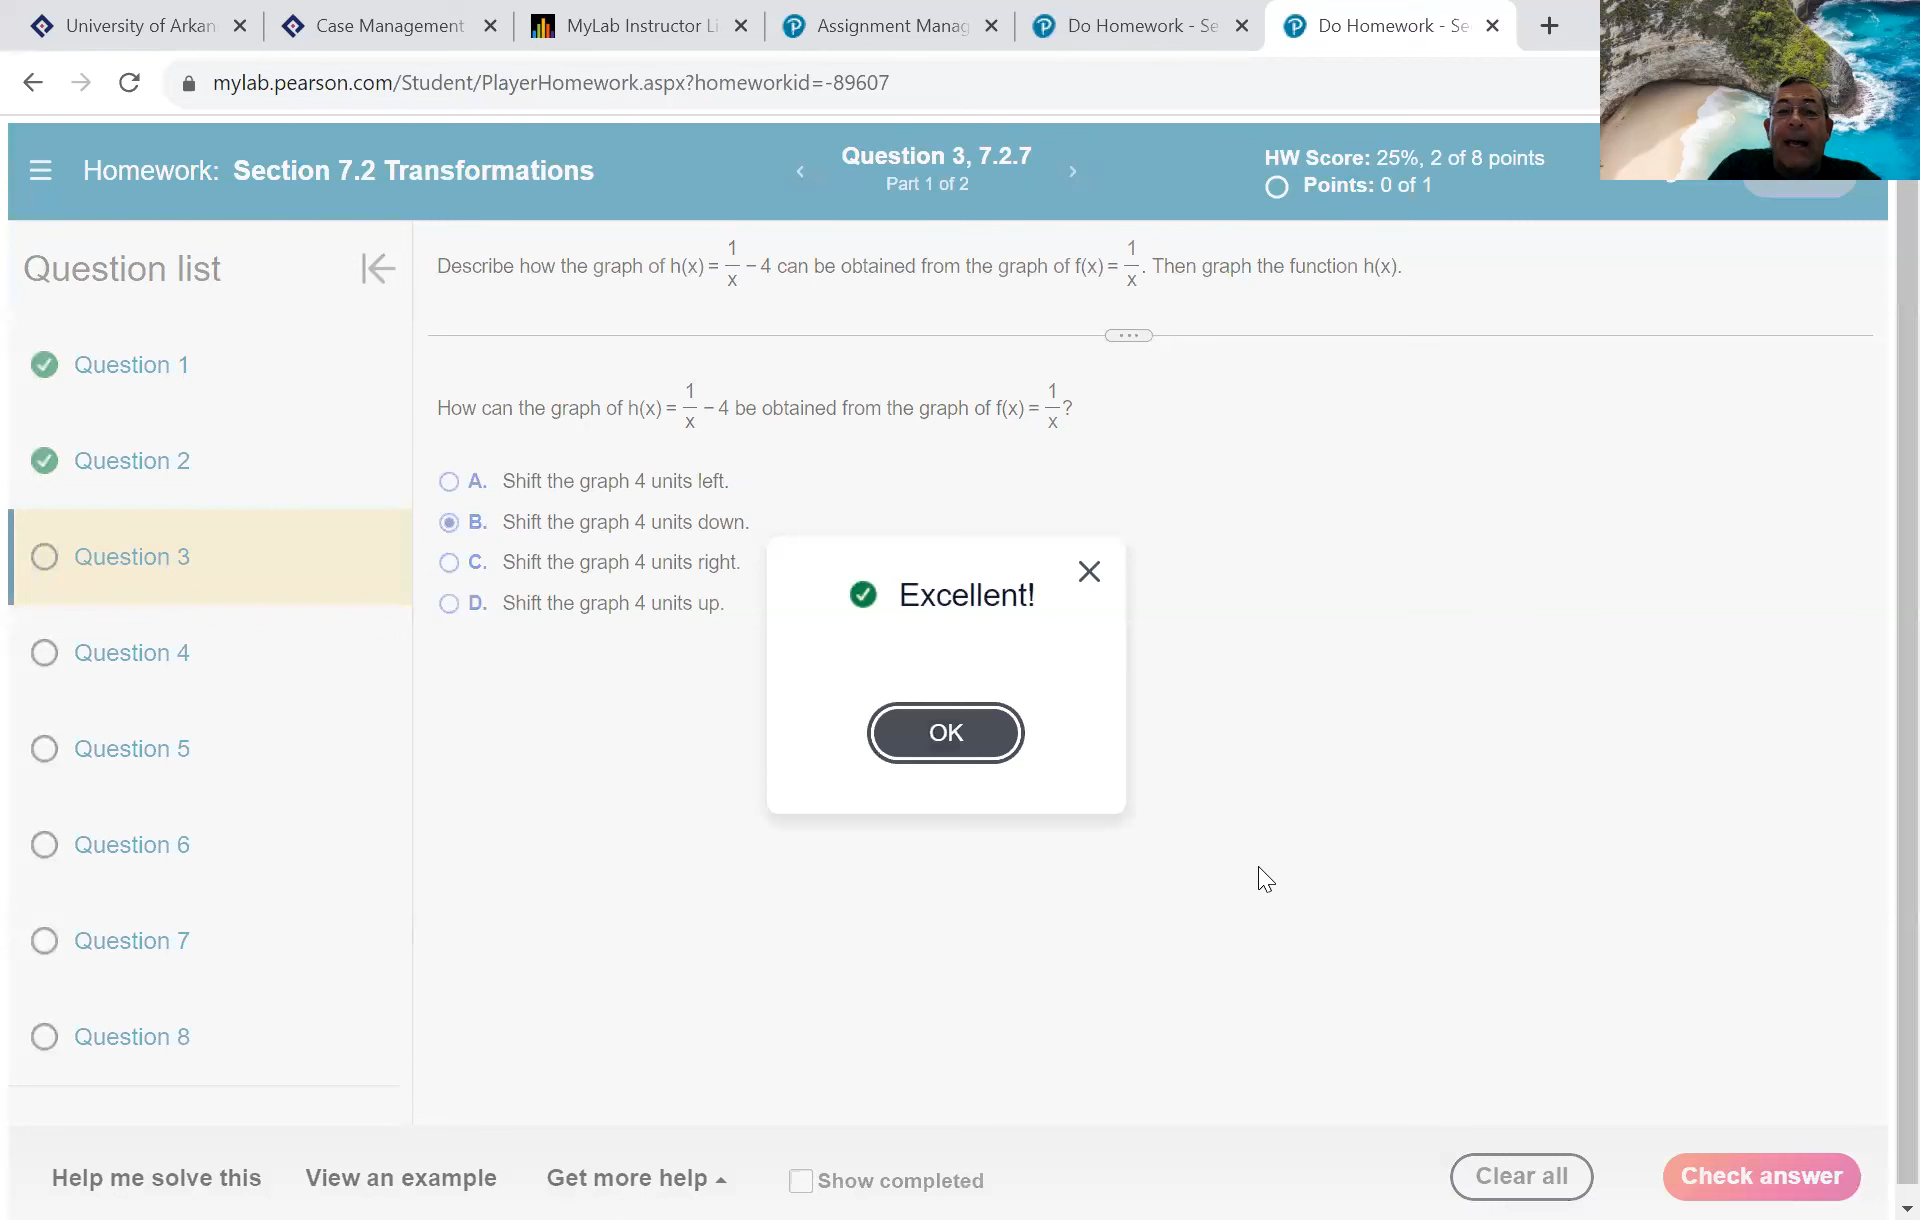 University of Arkan
Case Management
MyLab Instructor Li
Assignment Manag
Do Homework - Se
Do Homework - Se
mylab.pearson.com/Student/PlayerHomework.aspx?homeworkid=-89607
Homework: Section 7.2 Transformations
Question 3, 7.2.7
Part 1 of 2
HW Score: 25%, 2 of 8 points
Points: 0 of 1
Question list
Question 1
Question 2
Question 3
Question 4
Question 5
Question 6
Question 7
Question 8
Describe how the graph of h(x) = 1/x − 4 can be obtained from the graph of f(x) = 1/x. Then graph the function h(x).
How can the graph of h(x) = 1/x − 4 be obtained from the graph of f(x) = 1/x?
A. Shift the graph 4 units left.
B. Shift the graph 4 units down.
C. Shift the graph 4 units right.
D. Shift the graph 4 units up.
Excellent!
OK
Help me solve this
View an example
Get more help
Show completed
Clear all
Check answer